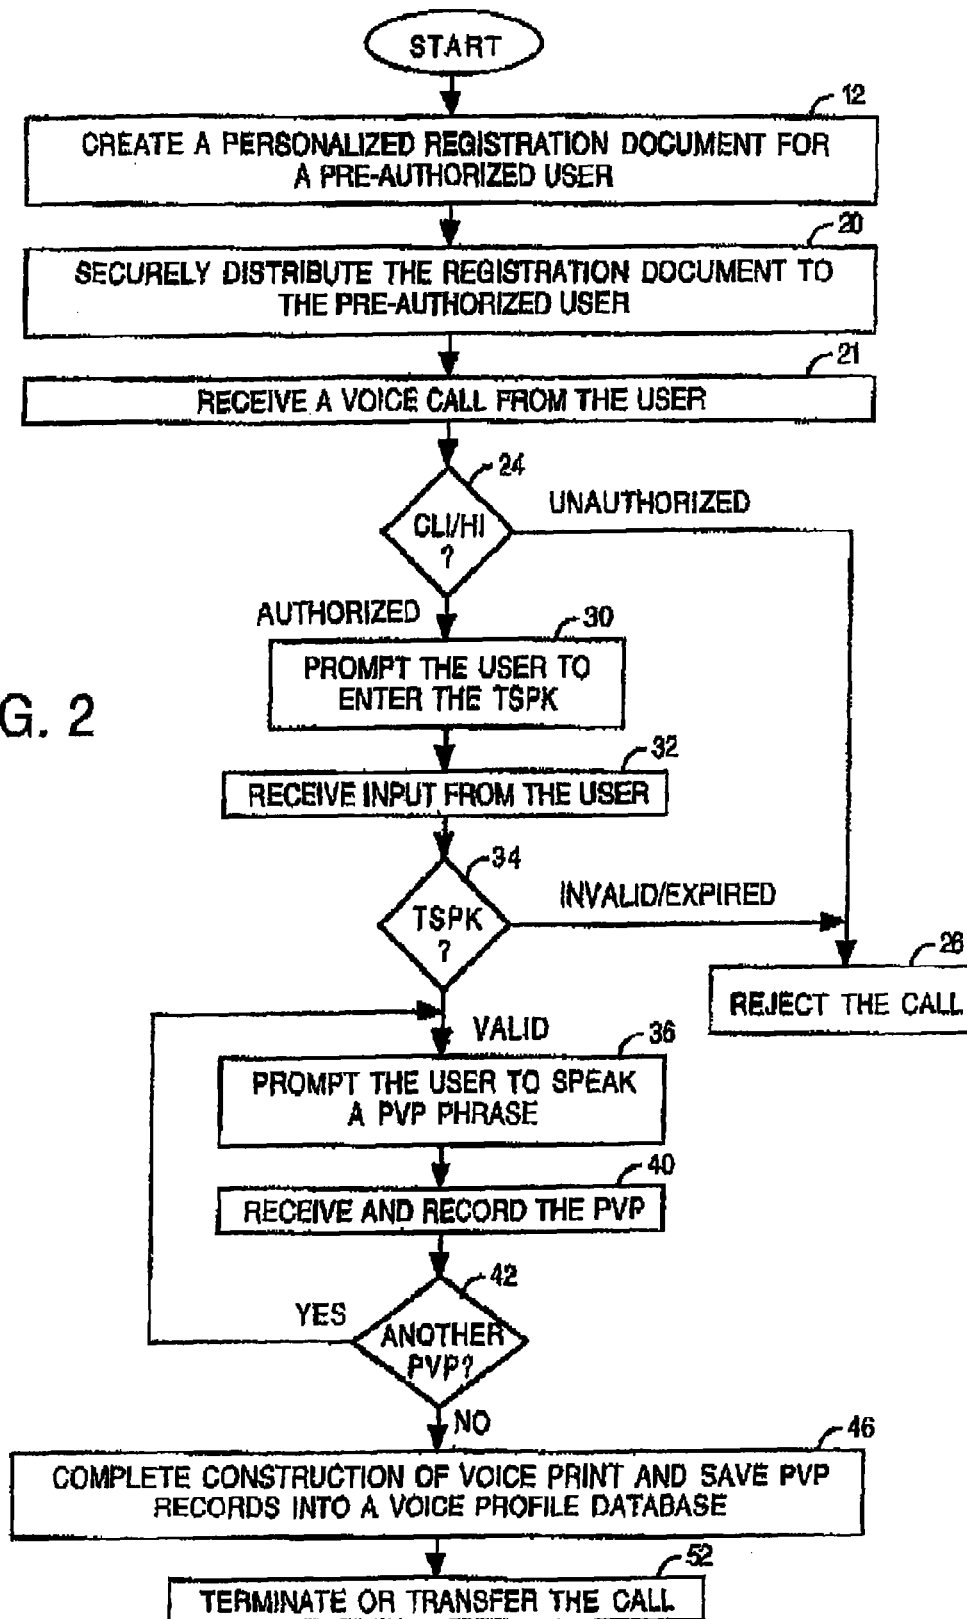 START
12
CREATE A PERSONALIZED REGISTRATION DOCUMENT FOR
A PRE-AUTHORIZED USER
20
SECURELY DISTRIBUTE THE REGISTRATION DOCUMENT TO
THE PRE-AUTHORIZED USER
21
RECEIVE A VOICE CALL FROM THE USER
24
CLI/HI
?
UNAUTHORIZED
AUTHORIZED
30
PROMPT THE USER TO
ENTER THE TSPK
G. 2
32
RECEIVE INPUT FROM THE USER
34
TSPK
?
INVALID/EXPIRED
26
REJECT THE CALL
VALID
36
PROMPT THE USER TO SPEAK
A PVP PHRASE
40
RECEIVE AND RECORD THE PVP
42
YES
ANOTHER
PVP?
NO
46
COMPLETE CONSTRUCTION OF VOICE PRINT AND SAVE PVP
RECORDS INTO A VOICE PROFILE DATABASE
52
TERMINATE OR TRANSFER THE CALL